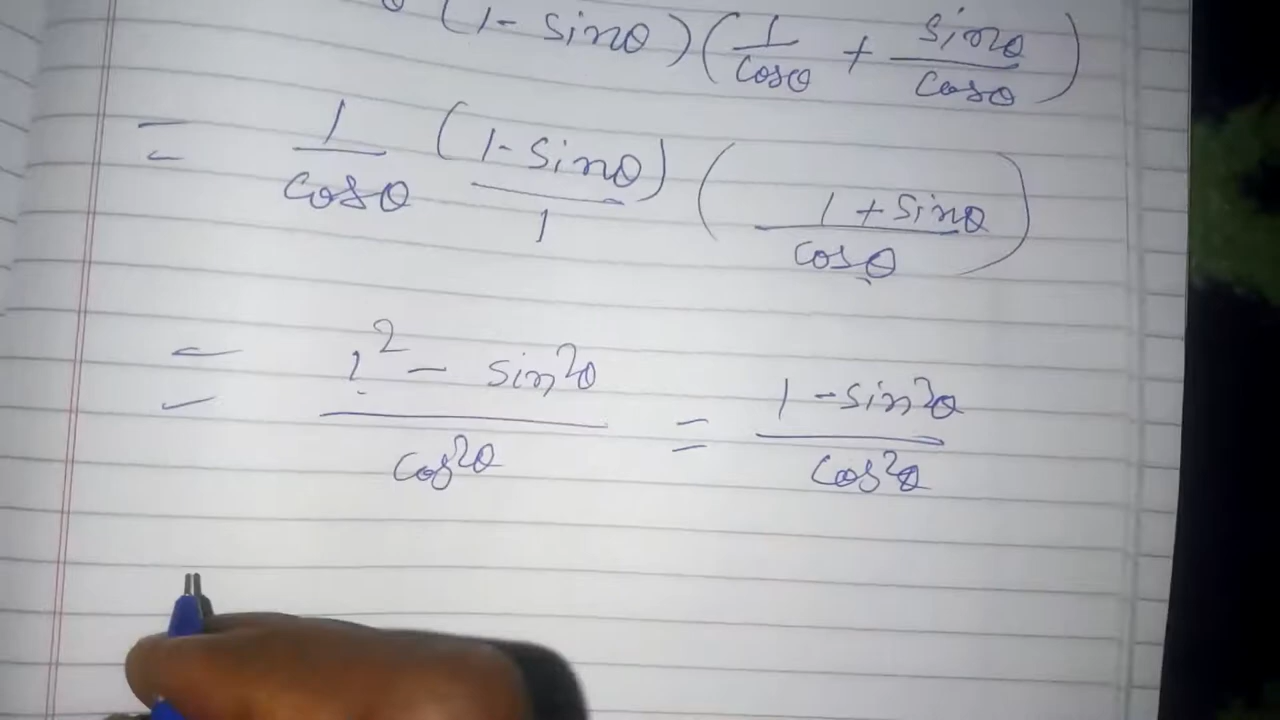 (1 - sinθ) (1/cosθ + sinθ/cosθ)
= 1/cosθ (1 - sinθ)/1 (1 + sinθ/cosθ)
= 1² - sin²θ/cos²θ = 1 - sin²θ/cos²θ